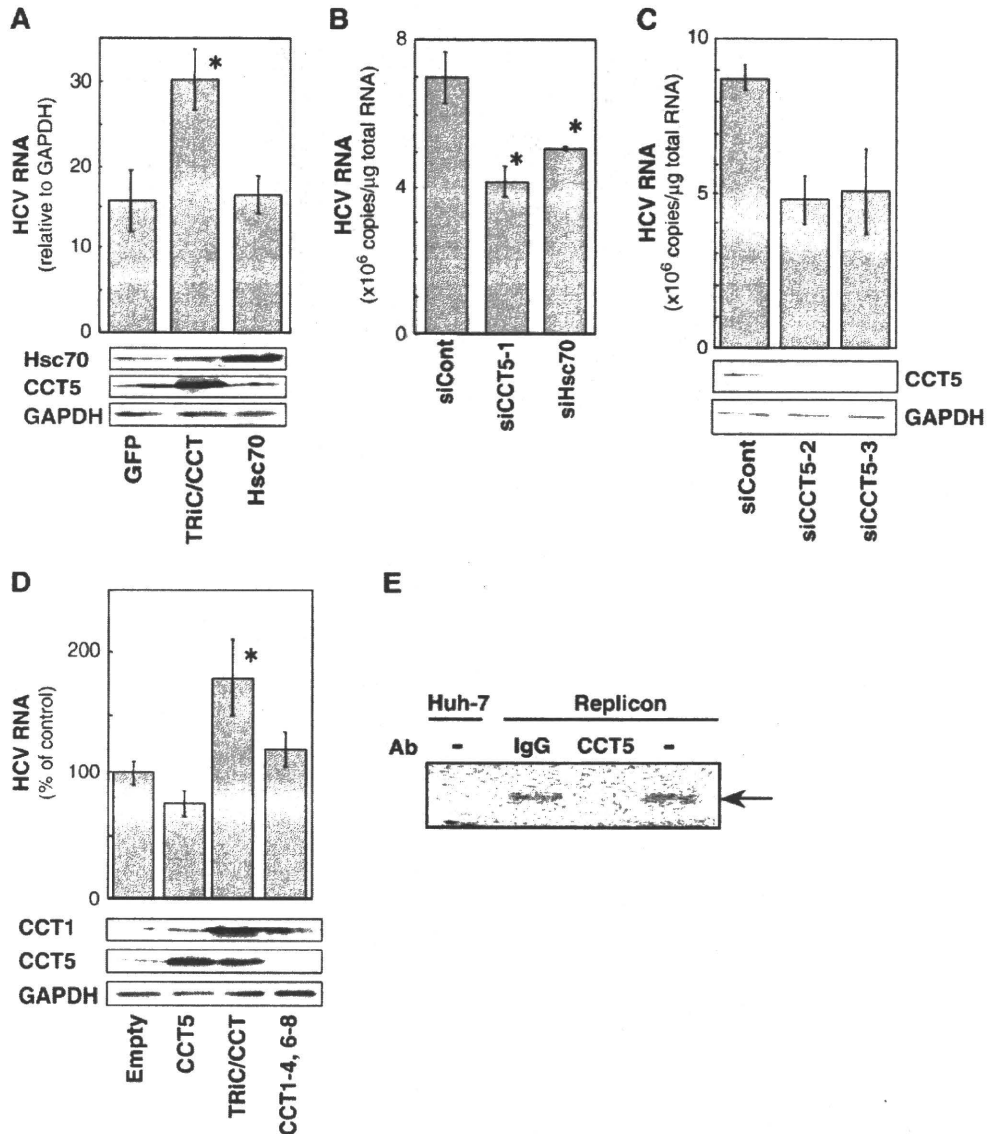 A
HCV RNA
(relative to GAPDH)
30
20
10
0
*
Hsc70
CCT5
GAPDH
GFP
TRiC/CCT
Hsc70
B
HCV RNA
(x10⁶ copies/µg total RNA)
8
4
0
*
*
siCont
siCCT5-1
siHsc70
C
HCV RNA
(x10⁶ copies/µg total RNA)
10
5
0
CCT5
GAPDH
siCont
siCCT5-2
siCCT5-3
D
HCV RNA
(% of control)
200
100
0
*
CCT1
CCT5
GAPDH
Empty
CCT5
TRiC/CCT
CCT1-4, 6-8
E
Huh-7 Replicon
Ab - IgG CCT5 -